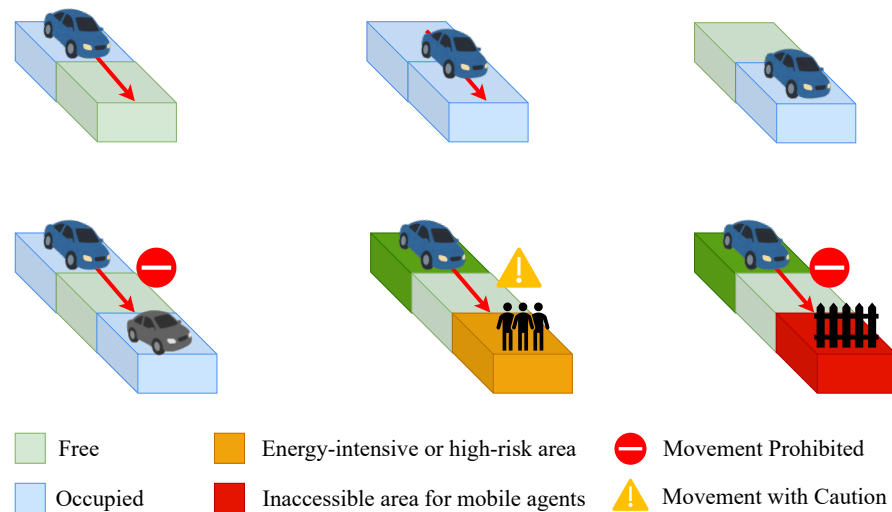 Free
Energy-intensive or high-risk area
Movement Prohibited
Occupied
Inaccessible area for mobile agents
Movement with Caution